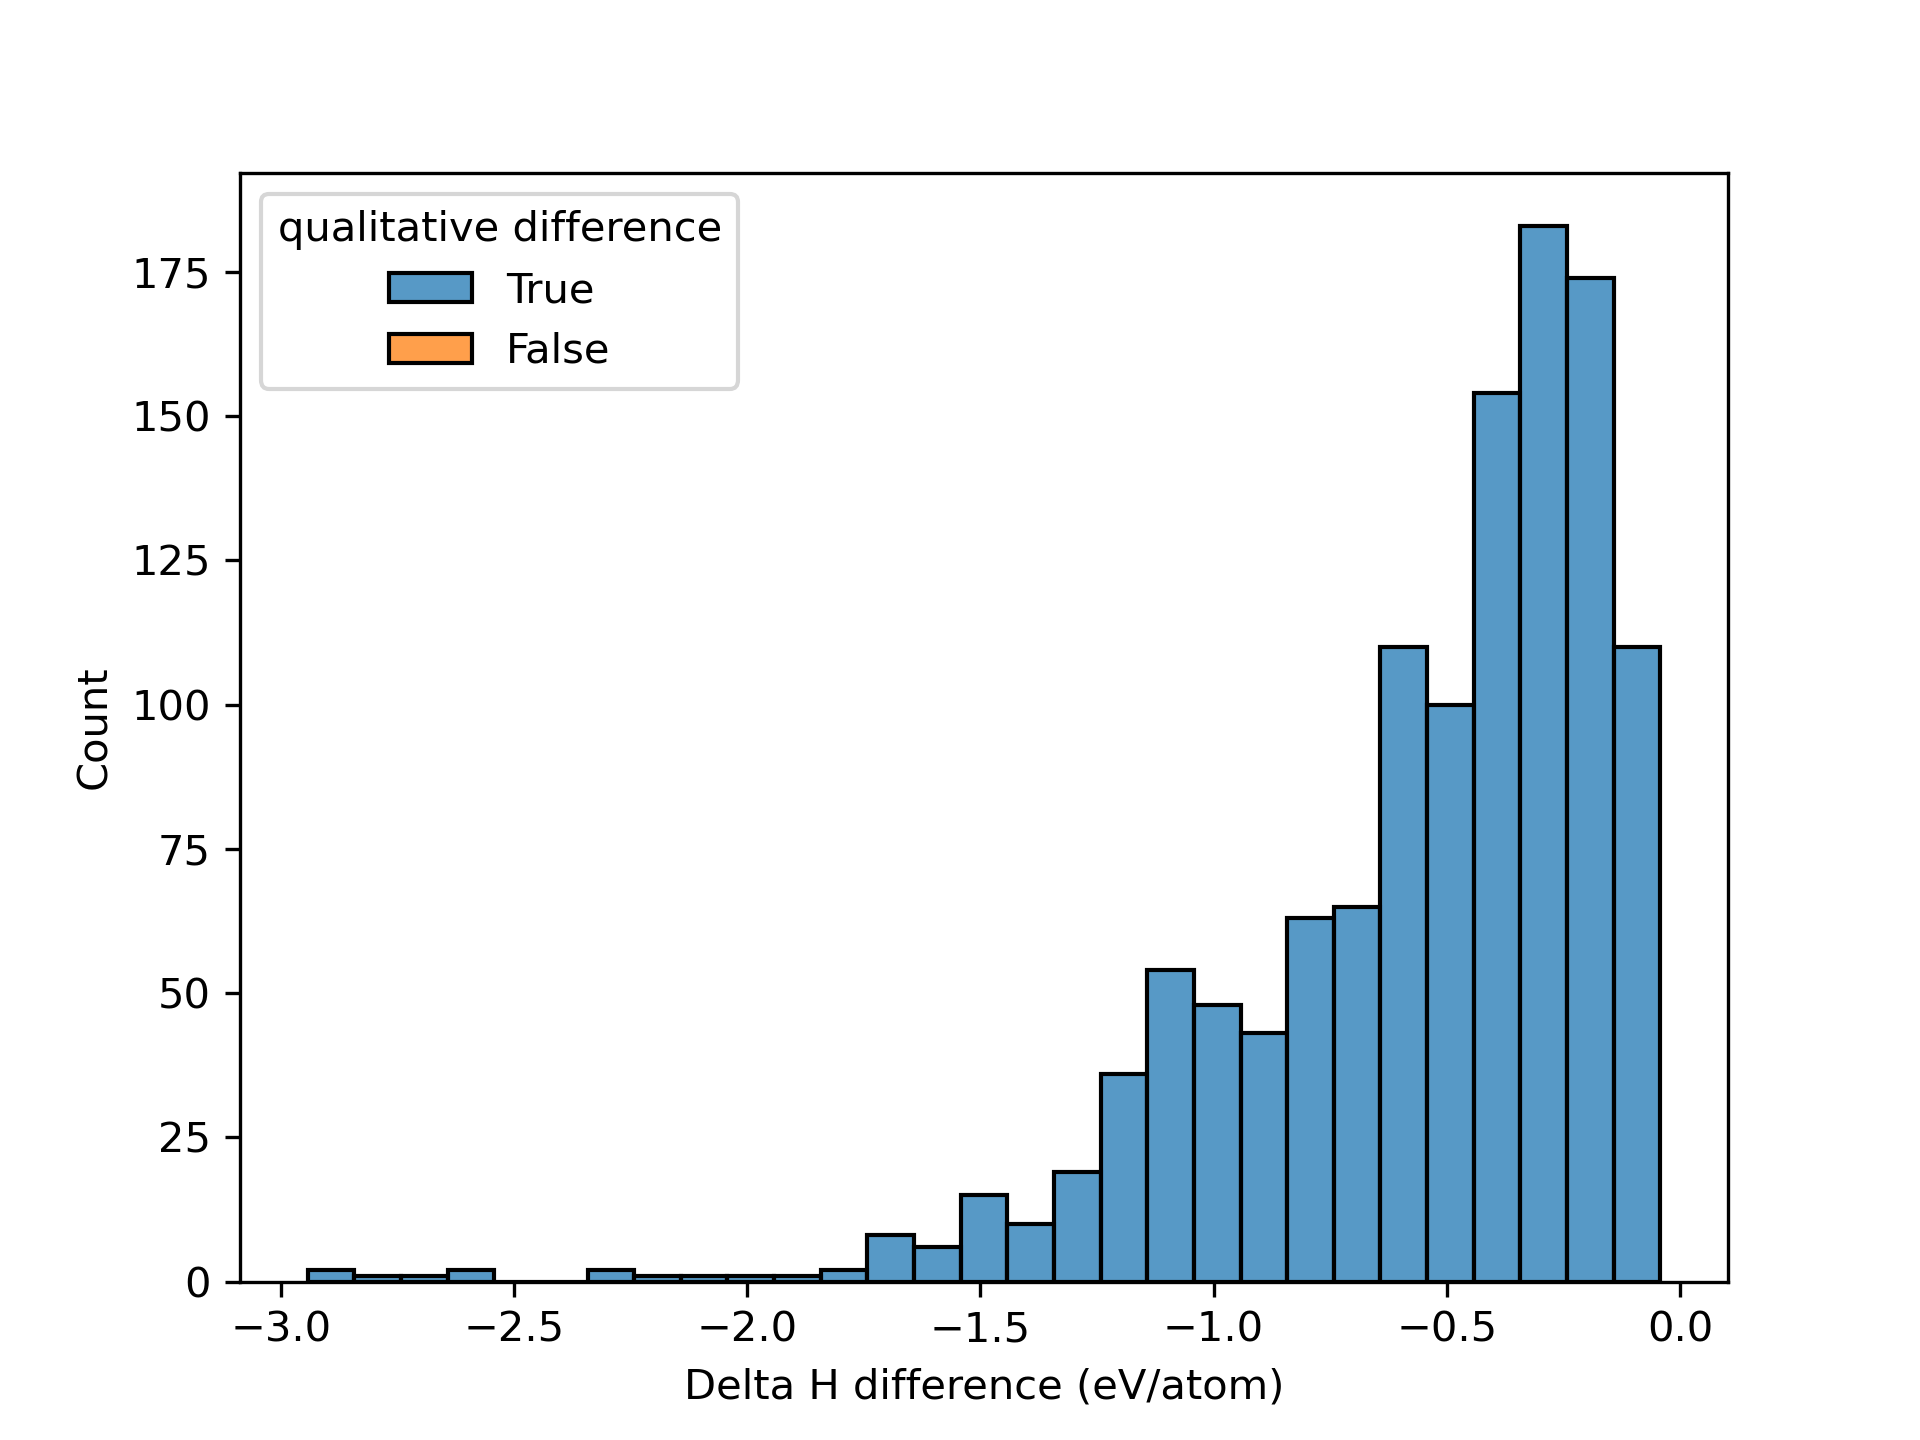 qualitative difference
True
False
175
150
125
100
75
50
25
0
Count
−3.0 −2.5 −2.0 −1.5 −1.0 −0.5 0.0
Delta H difference (eV/atom)